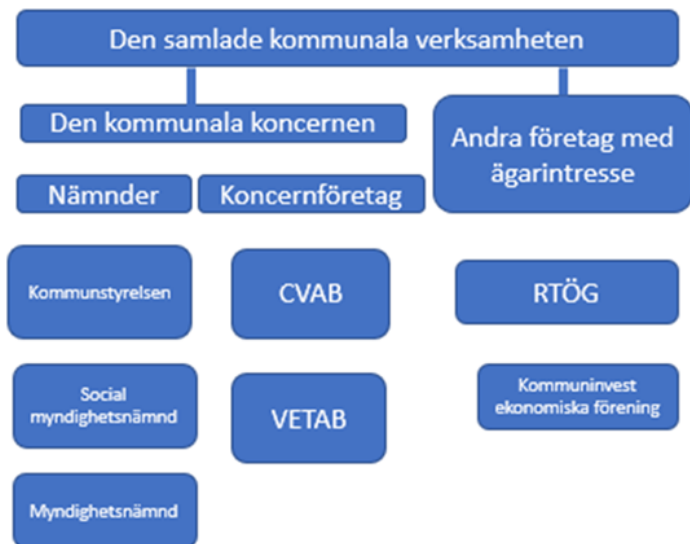 Den samlade kommunala verksamheten
Den kommunala koncernen
Andra företag med
ägarintresse
Nämnder
Koncernföretag
Kommunstyrelsen
CVAB
RTÖG
Social
myndighetsnämnd
VETAB
Kommuninvest
ekonomiska förening
Myndighetsnämnd